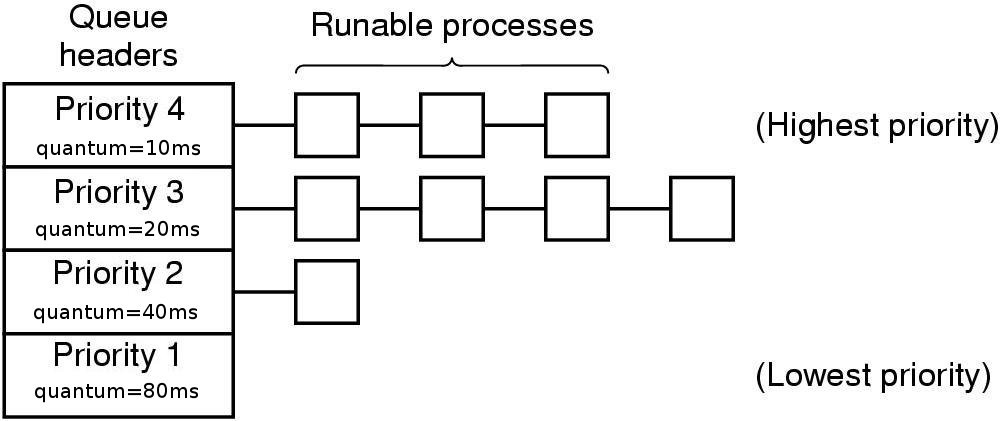 Queue
headers
Runable processes
Priority 4
quantum=10ms
(Highest priority)
Priority 3
quantum=20ms
Priority 2
quantum=40ms
Priority 1
quantum=80ms
(Lowest priority)